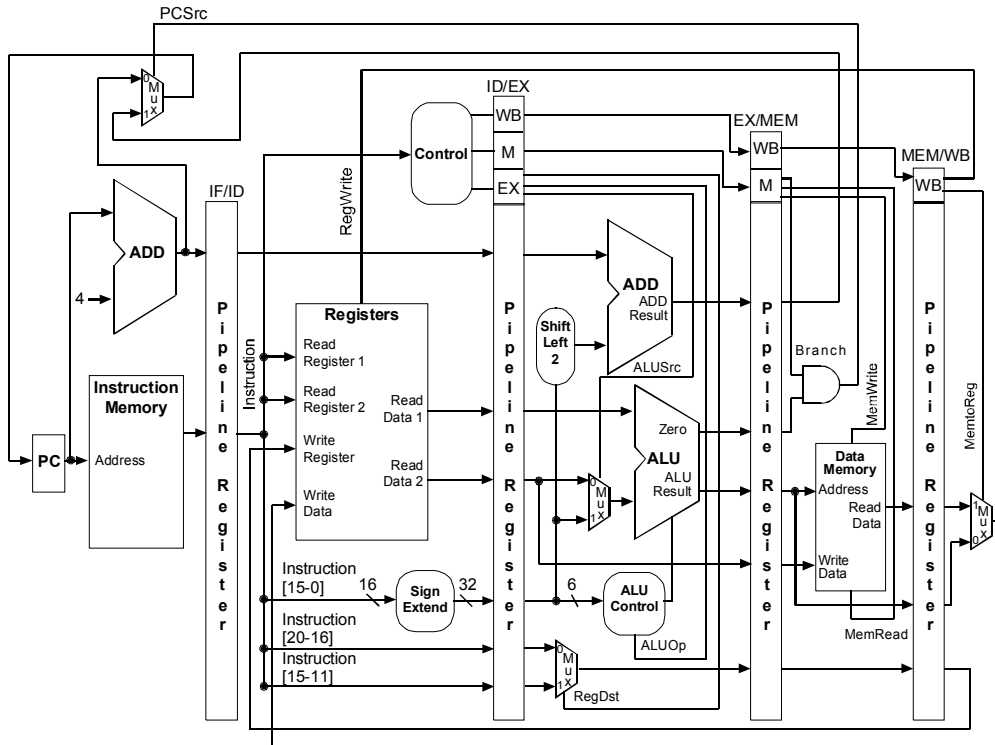 PCSrc
0
M
u
x
1
ID/EX
WB
M
EX
Control
EX/MEM
WB
M
MEM/WB
WB
IF/ID
RegWrite
ADD
4
ADD
ADD
Result
Registers
Shift
Left
2
Read
Register 1
Read
Register 2
Write
Register
Write
Data
Read
Data 1
Read
Data 2
Instruction
Instruction
Memory
Address
PC
Pipeline Register
Pipeline Register
Pipeline Register
Pipeline Register
ALUSrc
Zero
ALU
ALU
Result
0
M
u
x
1
Branch
MemWrite
MemtoReg
Data
Memory
Address
Read
Data
Write
Data
1
M
u
x
0
MemRead
Instruction
[15-0]
16
Sign
Extend
32
6
ALU
Control
ALUOp
Instruction
[20-16]
Instruction
[15-11]
0
M
u
x
1
RegDst